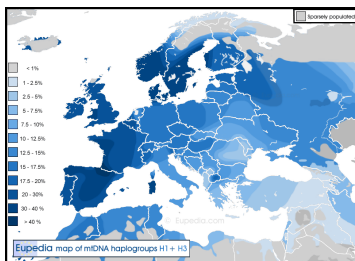 Sparsely populated
< 1%
1 - 2.5%
2.5 - 5%
5 - 7.5%
7.5 - 10%
10 - 12.5%
12.5 - 15%
15 - 17.5%
17.5 - 20%
20 - 30%
30 - 40 %
> 40 %
© Eupedia.com
Eupedia map of mtDNA haplogroups H1 + H3